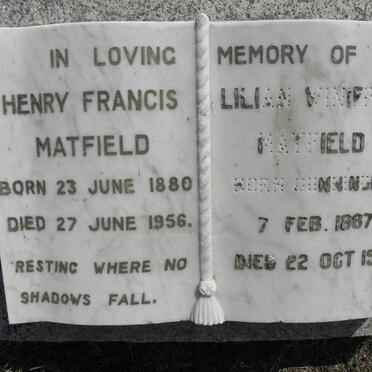 IN LOVING
HENRY FRANCIS
MATFIELD
BORN 23 JUNE 1880
DIED 27 JUNE 1956.
RESTING WHERE NO
SHADOWS FALL.
MEMORY OF
LILIAN
MATFIELD
BORN
7 FEB. 1887
DIED 22 OCT